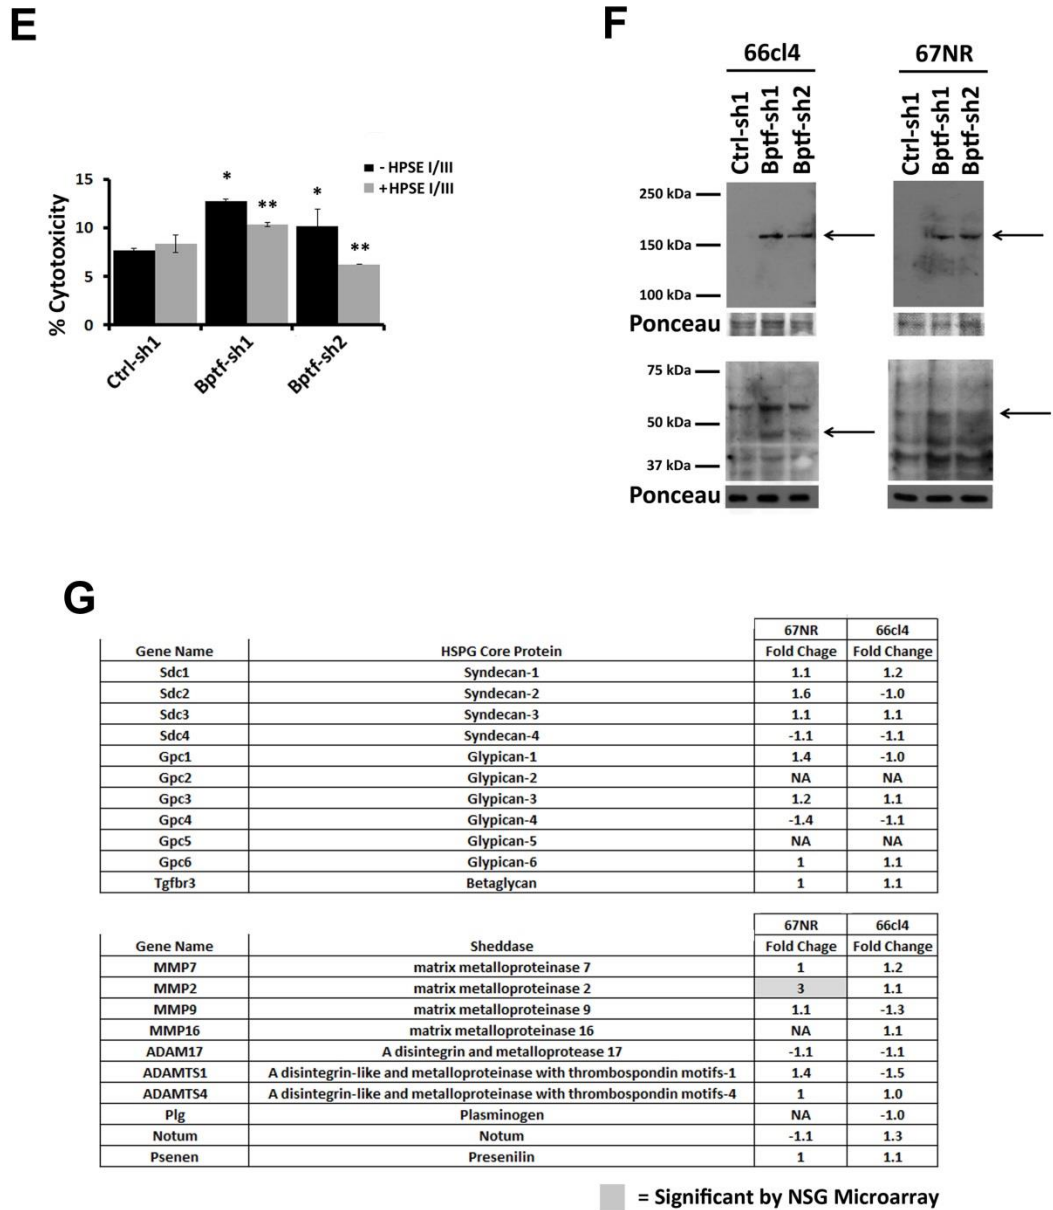 E
- HPSE I/III
+ HPSE I/III
% Cytotoxicity
15
10
5
0
*
**
*
**
Ctrl-sh1
Bptf-sh1
Bptf-sh2
F
66cl4
67NR
Ctrl-sh1
Bptf-sh1
Bptf-sh2
Ctrl-sh1
Bptf-sh1
Bptf-sh2
250 kDa
150 kDa
100 kDa
Ponceau
75 kDa
50 kDa
37 kDa
Ponceau
G
67NR 66cl4
Gene Name HSPG Core Protein Fold Chage Fold Change
Sdc1 Syndecan-1 1.1 1.2
Sdc2 Syndecan-2 1.6 -1.0
Sdc3 Syndecan-3 1.1 1.1
Sdc4 Syndecan-4 -1.1 -1.1
Gpc1 Glypican-1 1.4 -1.0
Gpc2 Glypican-2 NA NA
Gpc3 Glypican-3 1.2 1.1
Gpc4 Glypican-4 -1.4 -1.1
Gpc5 Glypican-5 NA NA
Gpc6 Glypican-6 1 1.1
Tgfbr3 Betaglycan 1 1.1
67NR 66cl4
Gene Name Sheddase Fold Chage Fold Change
MMP7 matrix metalloproteinase 7 1 1.2
MMP2 matrix metalloproteinase 2 3 1.1
MMP9 matrix metalloproteinase 9 1.1 -1.3
MMP16 matrix metalloproteinase 16 NA 1.1
ADAM17 A disintegrin and metalloprotease 17 -1.1 -1.1
ADAMTS1 A disintegrin-like and metalloproteinase with thrombospondin motifs-1 1.4 -1.5
ADAMTS4 A disintegrin-like and metalloproteinase with thrombospondin motifs-4 1 1.0
Plg Plasminogen NA -1.0
Notum Notum -1.1 1.3
Psenen Presenilin 1 1.1
= Significant by NSG Microarray